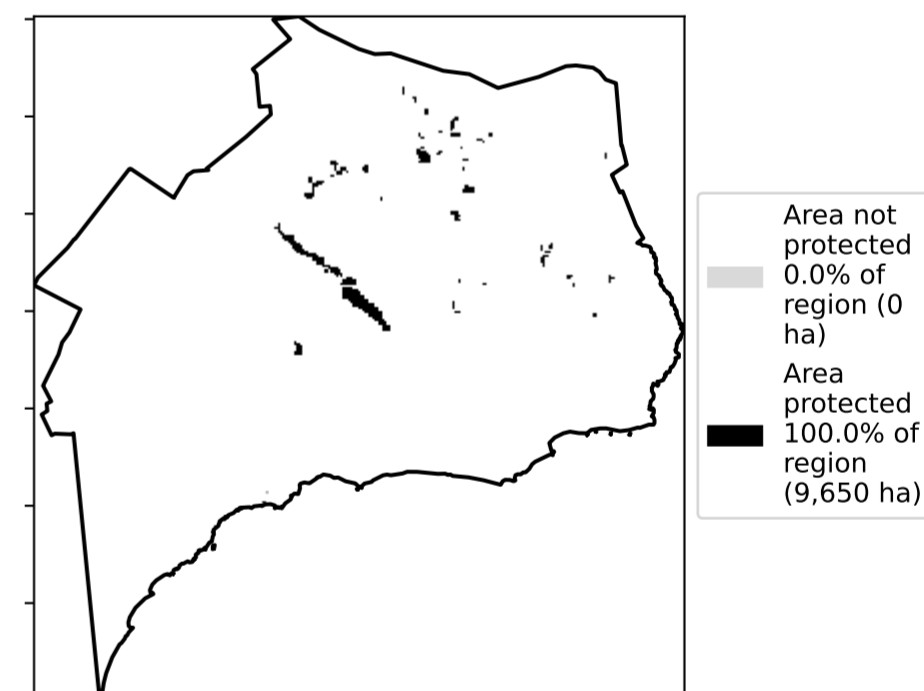 Area not
protected
0.0% of
region (0
ha)
Area
protected
100.0% of
region
(9,650 ha)